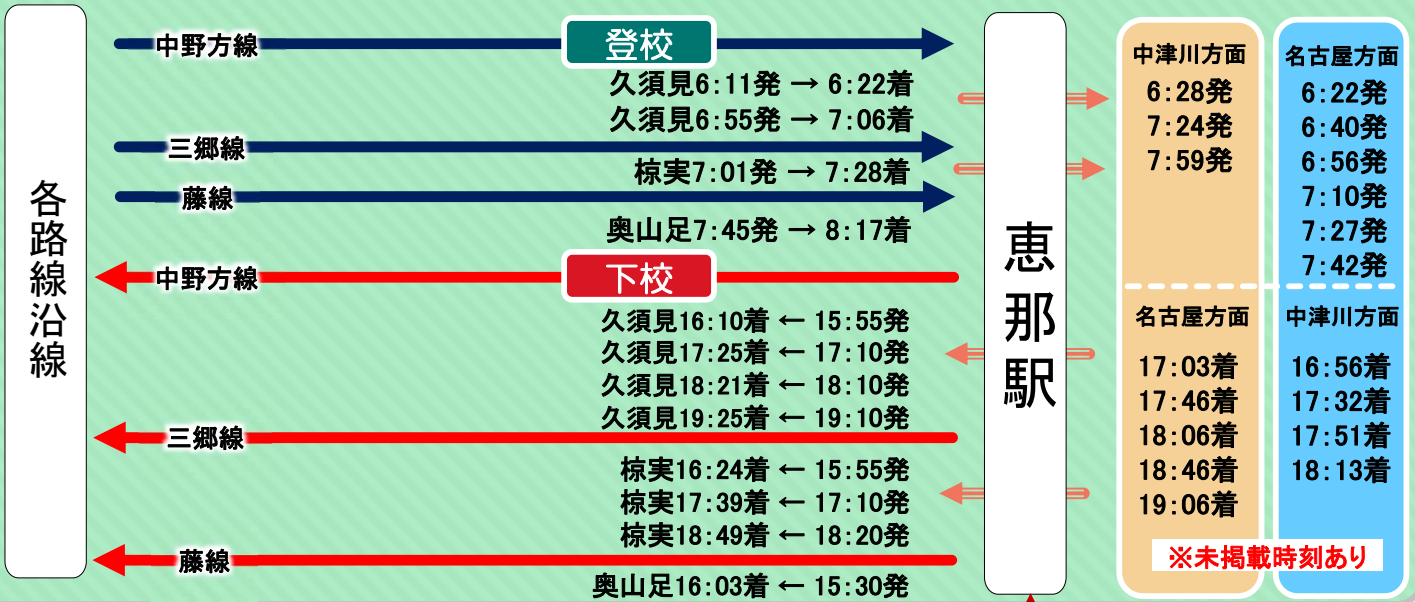 各路線沿線
中野方線
登校
久須見6:11発 → 6:22着
久須見6:55発 → 7:06着
三郷線
椋実7:01発 → 7:28着
藤線
奥山足7:45発 → 8:17着
中野方線
下校
久須見16:10着 ← 15:55発
久須見17:25着 ← 17:10発
久須見18:21着 ← 18:10発
久須見19:25着 ← 19:10発
三郷線
椋実16:24着 ← 15:55発
椋実17:39着 ← 17:10発
椋実18:49着 ← 18:20発
藤線
奥山足16:03着 ← 15:30発
恵那駅
中津川方面
6:28発
7:24発
7:59発
名古屋方面
6:22発
6:40発
6:56発
7:10発
7:27発
7:42発
名古屋方面
17:03着
17:46着
18:06着
18:46着
19:06着
中津川方面
16:56着
17:32着
17:51着
18:13着
※未掲載時刻あり